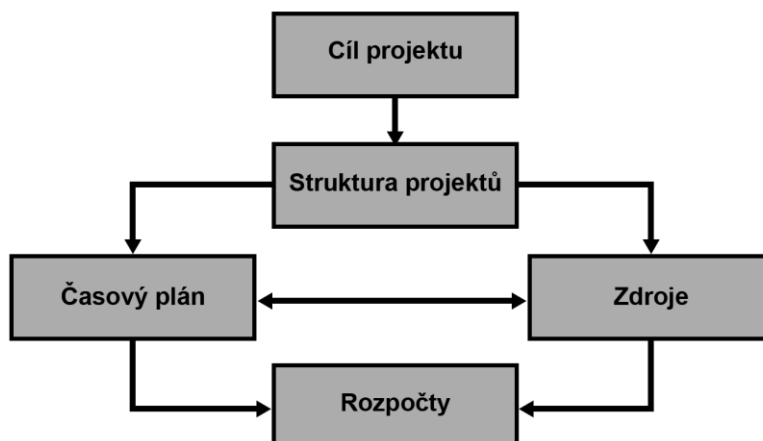 Cíl projektu
Struktura projektů
Časový plán
Zdroje
Rozpočty